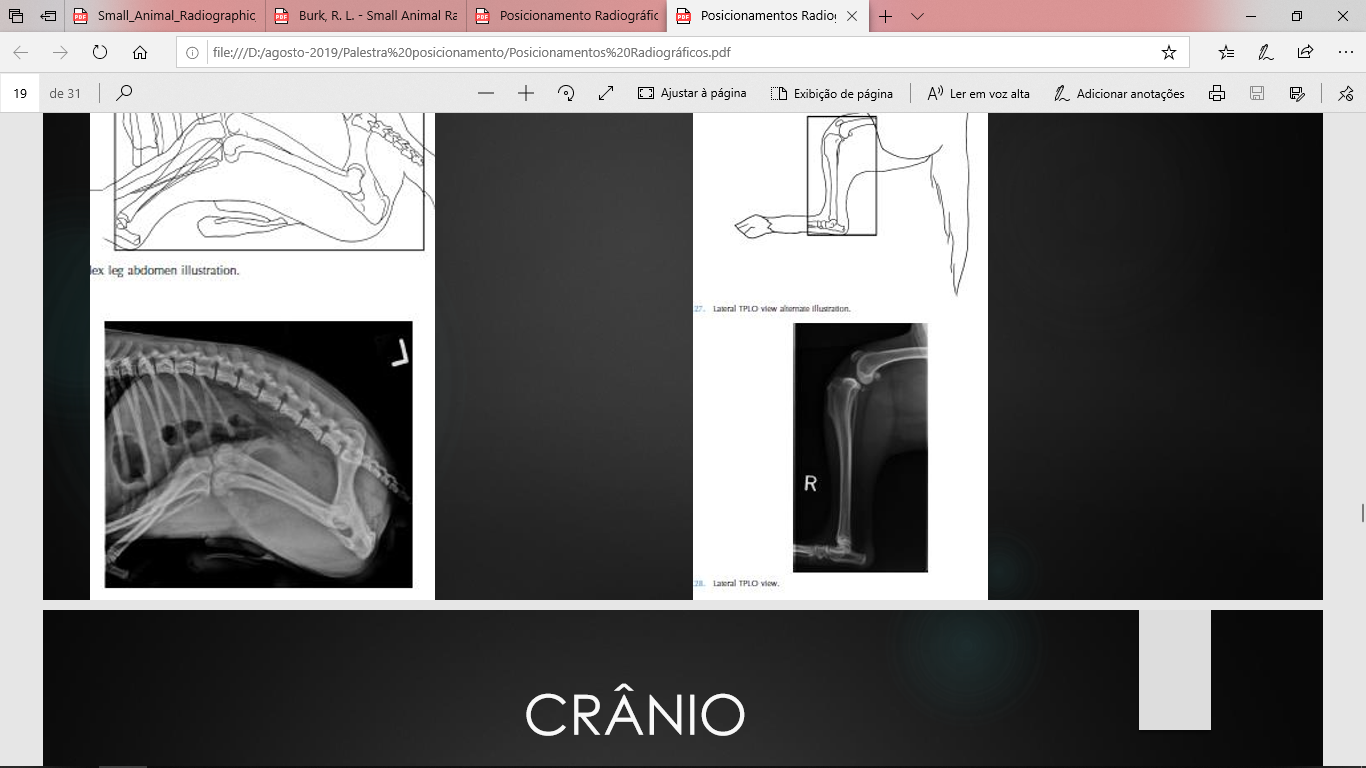 Small_Animal_Radiographic
Burk, R. L. - Small Animal Ra
Posicionamento Radiográfic
Posicionamentos Radiog
file:///D:/agosto-2019/Palestra%20posicionamento/Posicionamentos%20Radiográficos.pdf
19 de 31
Ajustar à página
Exibição de página
Ler em voz alta
Adicionar anotações
lex leg abdomen illustration.
27. Lateral TPLO view alternate illustration.
L
R
28. Lateral TPLO view.
CRÂNIO